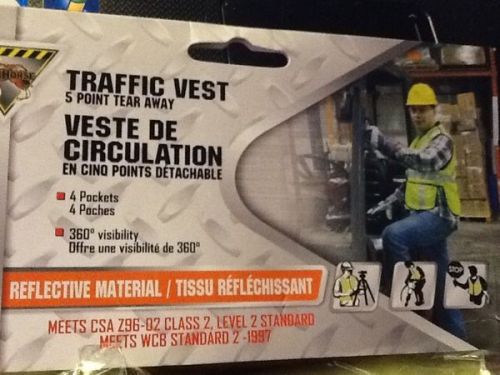 HORSE
TRAFFIC VEST
5 POINT TEAR AWAY
VESTE DE
CIRCULATION
EN CINQ POINTS DÉTACHABLE
4 Pockets
4 Poches
360° visibility
Offre une visibilité de 360°
REFLECTIVE MATERIAL / TISSU RÉFLÉCHISSANT
STOP
MEETS CSA Z96-02 CLASS 2, LEVEL 2 STANDARD
MEETS WCB STANDARD 2 -1997